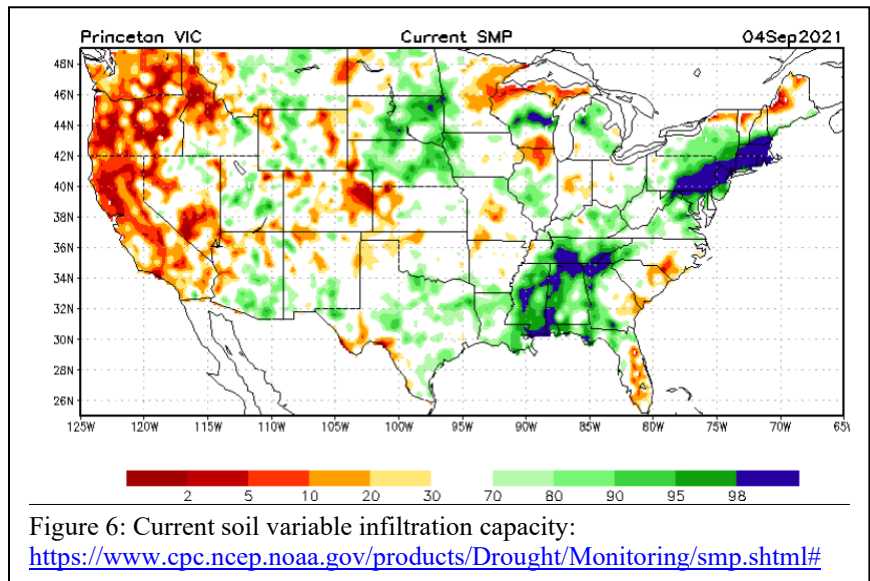 Princeton VIC Current SMP 04Sep2021
48N
46N
44N
42N
40N
38N
36N
34N
32N
30N
28N
26N
125W 120W 115W 110W 105W 100W 95W 90W 85W 80W 75W 70W 65W
2 5 10 20 30 70 80 90 95 98
Figure 6: Current soil variable infiltration capacity:
https://www.cpc.ncep.noaa.gov/products/Drought/Monitoring/smp.shtml#